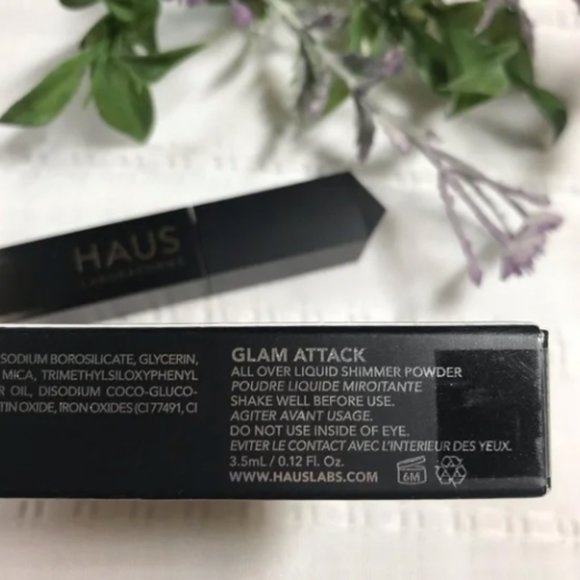 HAUS
LABORATORIES
SODIUM BOROSILICATE, GLYCERIN,
MICA, TRIMETHYLSILOXYPHENYL
OIL, DISODIUM COCO-GLUCO-
OXIDE, IRON OXIDES (CI 77491, CI
GLAM ATTACK
ALL OVER LIQUID SHIMMER POWDER
POUDRE LIQUIDE MIROITANTE
SHAKE WELL BEFORE USE.
AGITER AVANT USAGE.
DO NOT USE INSIDE OF EYE.
EVITER LE CONTACT AVEC L'INTERIEUR DES YEUX.
3.5mL / 0.12 Fl. Oz.
WWW.HAUSLABS.COM
6M